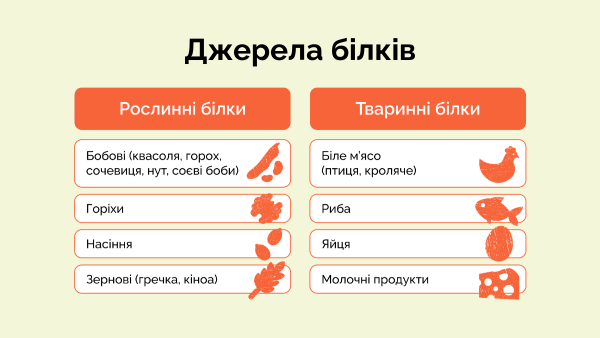 Джерела білків
Рослинні білки
Бобові (квасоля, горох,
сочевиця, нут, соєві боби)
Горіхи
Насіння
Зернові (гречка, кіноа)
Тваринні білки
Біле м’ясо
(птиця, кроляче)
Риба
Яйця
Молочні продукти